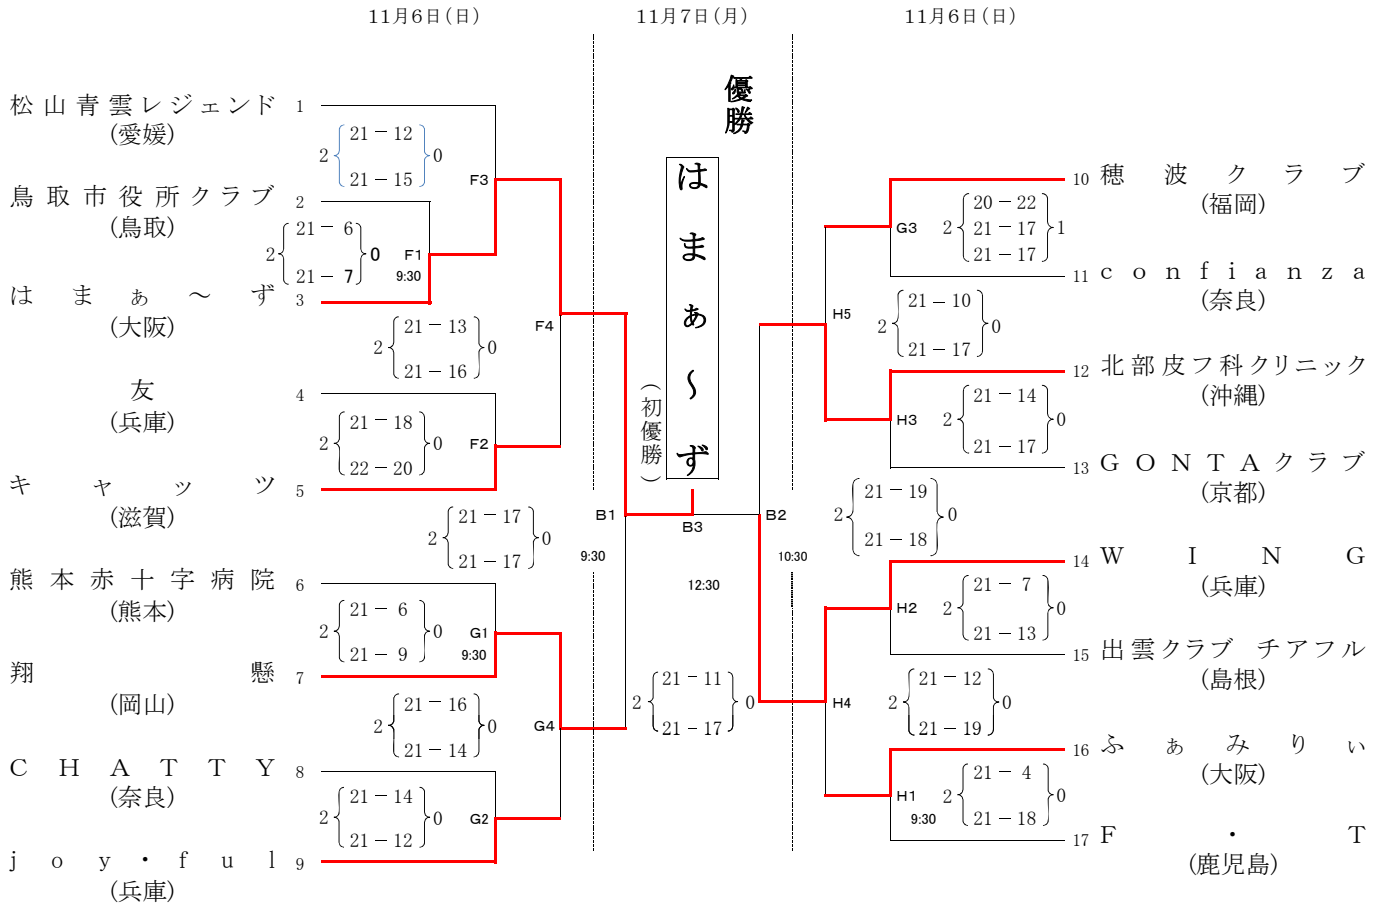 11月6日(日)
11月7日(月)
11月6日(日)
優勝
はまぁ～ず
(初優勝)
松山青雲レジェンド 1
(愛媛)
鳥取市役所クラブ 2
(鳥取)
はまぁ～ず 3
(大阪)
友 4
(兵庫)
キャッツ 5
(滋賀)
熊本赤十字病院 6
(熊本)
翔懸 7
(岡山)
CHATTY 8
(奈良)
joy・ful 9
(兵庫)
2 21－12 0
21－15
F3
2 21－6 0
21－7
F1
9:30
2 21－13 0
21－16
F4
2 21－18 0
22－20
F2
2 21－17 0
21－17
B1
9:30
2 21－6 0
21－9
G1
9:30
2 21－16 0
21－14
G4
2 21－14 0
21－12
G2
B3
12:30
2 21－11 0
21－17
B2
10:30
10 穂波クラブ
(福岡)
11 confianza
(奈良)
12 北部皮フ科クリニック
(沖縄)
13 GONTAクラブ
(京都)
14 WING
(兵庫)
15 出雲クラブ チアフル
(島根)
16 ふぁみりぃ
(大阪)
17 F・T
(鹿児島)
G3
20－22
2 21－17 1
21－17
H5
2 21－10 0
21－17
H3
2 21－14 0
21－17
2 21－19 0
21－18
H2
2 21－7 0
21－13
H4
2 21－12 0
21－19
H1
9:30
2 21－4 0
21－18